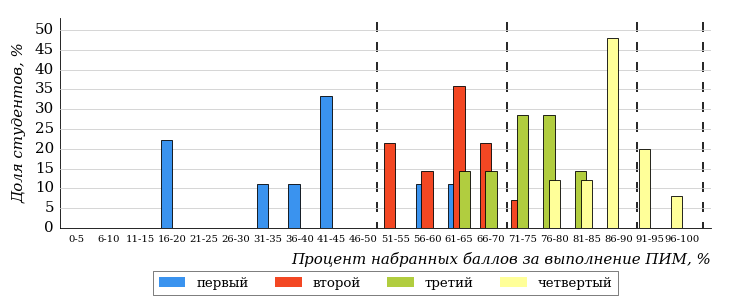 Доля студентов, %
50
45
40
35
30
25
20
15
10
5
0
0-5 6-10 11-15 16-20 21-25 26-30 31-35 36-40 41-45 46-50 51-55 56-60 61-65 66-70 71-75 76-80 81-85 86-90 91-95 96-100
Процент набранных баллов за выполнение ПИМ, %
первый второй третий четвертый